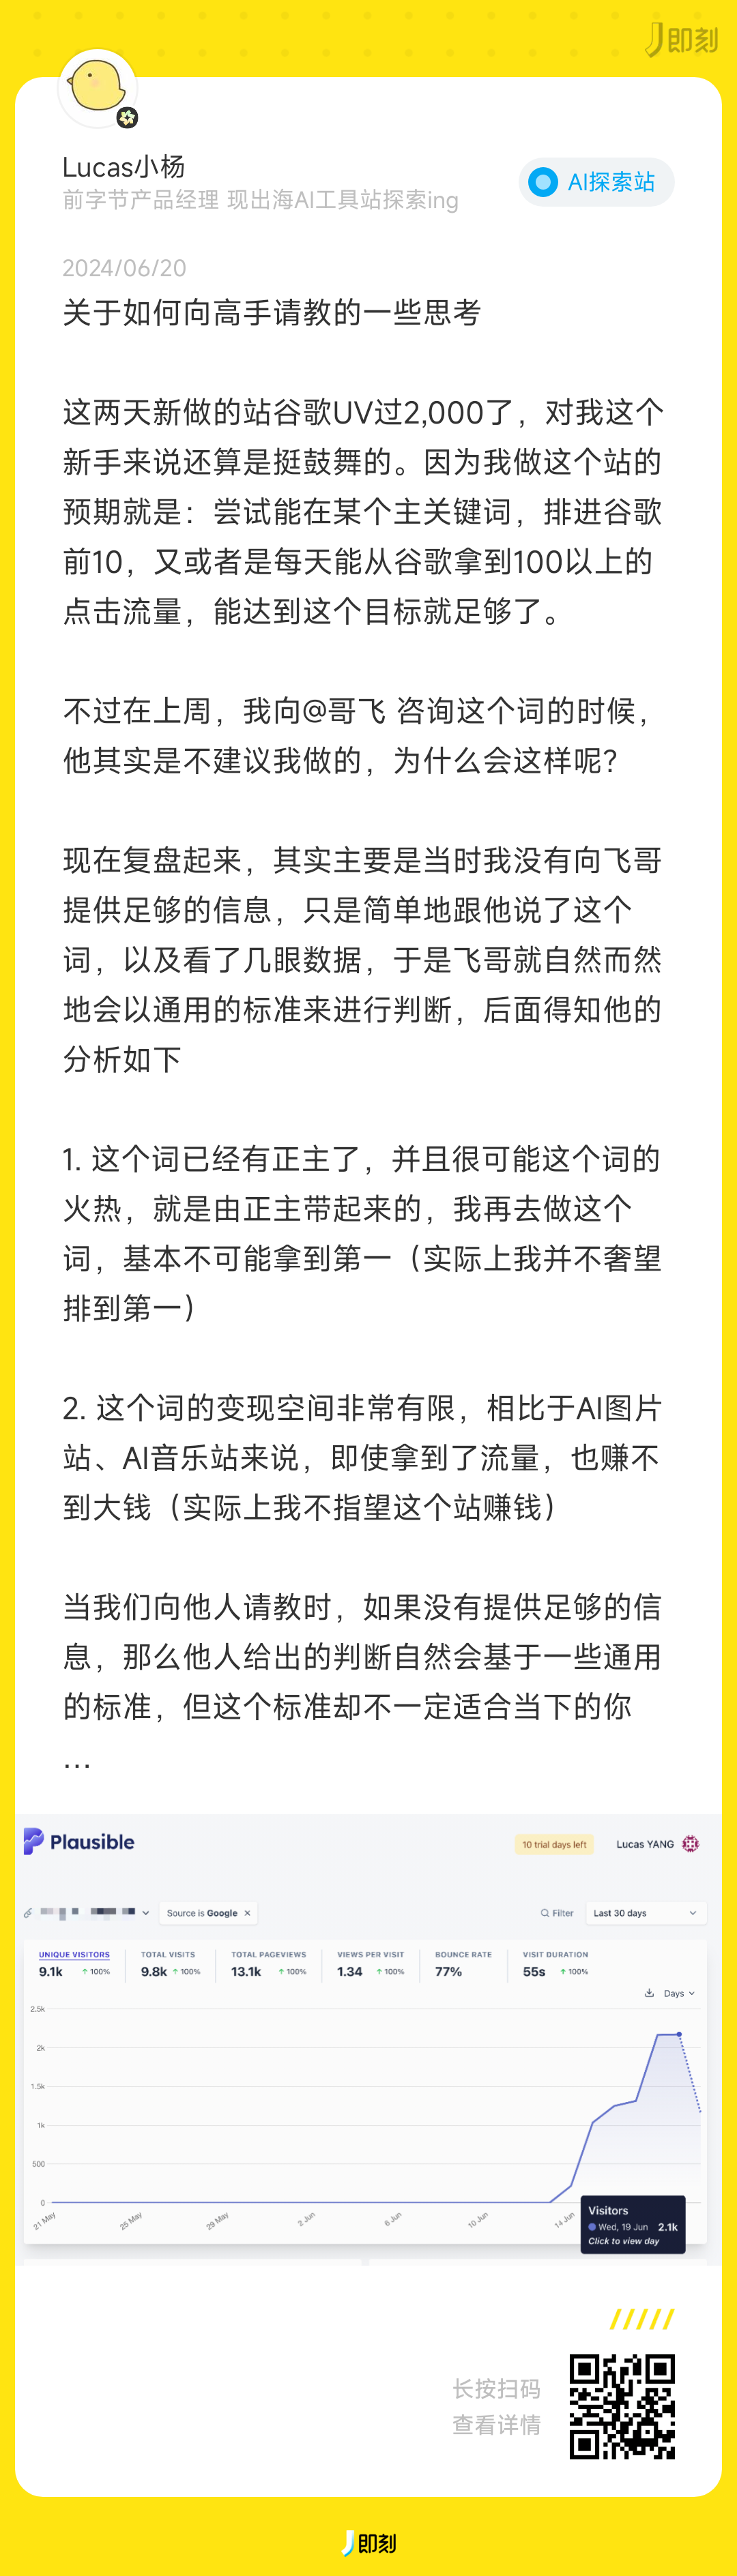 即刻
Lucas小杨
前字节产品经理 现出海AI工具站探索ing
AI探索站
2024/06/20
关于如何向高手请教的一些思考
这两天新做的站谷歌UV过2,000了，对我这个
新手来说还算是挺鼓舞的。因为我做这个站的
预期就是：尝试能在某个主关键词，排进谷歌
前10，又或者是每天能从谷歌拿到100以上的
点击流量，能达到这个目标就足够了。
不过在上周，我向@哥飞 咨询这个词的时候，
他其实是不建议我做的，为什么会这样呢？
现在复盘起来，其实主要是当时我没有向飞哥
提供足够的信息，只是简单地跟他说了这个
词，以及看了几眼数据，于是飞哥就自然而然
地会以通用的标准来进行判断，后面得知他的
分析如下
1. 这个词已经有正主了，并且很可能这个词的
火热，就是由正主带起来的，我再去做这个
词，基本不可能拿到第一（实际上我并不奢望
排到第一）
2. 这个词的变现空间非常有限，相比于AI图片
站、AI音乐站来说，即使拿到了流量，也赚不
到大钱（实际上我不指望这个站赚钱）
当我们向他人请教时，如果没有提供足够的信
息，那么他人给出的判断自然会基于一些通用
的标准，但这个标准却不一定适合当下的你
...
Plausible
10 trial days left
Lucas YANG
Source is Google ×
Filter
Last 30 days
UNIQUE VISITORS
9.1k ↑ 100%
TOTAL VISITS
9.8k ↑ 100%
TOTAL PAGEVIEWS
13.1k ↑ 100%
VIEWS PER VISIT
1.34 ↑ 100%
BOUNCE RATE
77%
VISIT DURATION
55s ↑ 100%
Days
2.5k
2k
1.5k
1k
500
0
21 May
25 May
29 May
2 Jun
6 Jun
10 Jun
14 Jun
Visitors
Wed, 19 Jun 2.1k
Click to view day
长按扫码
查看详情
即刻